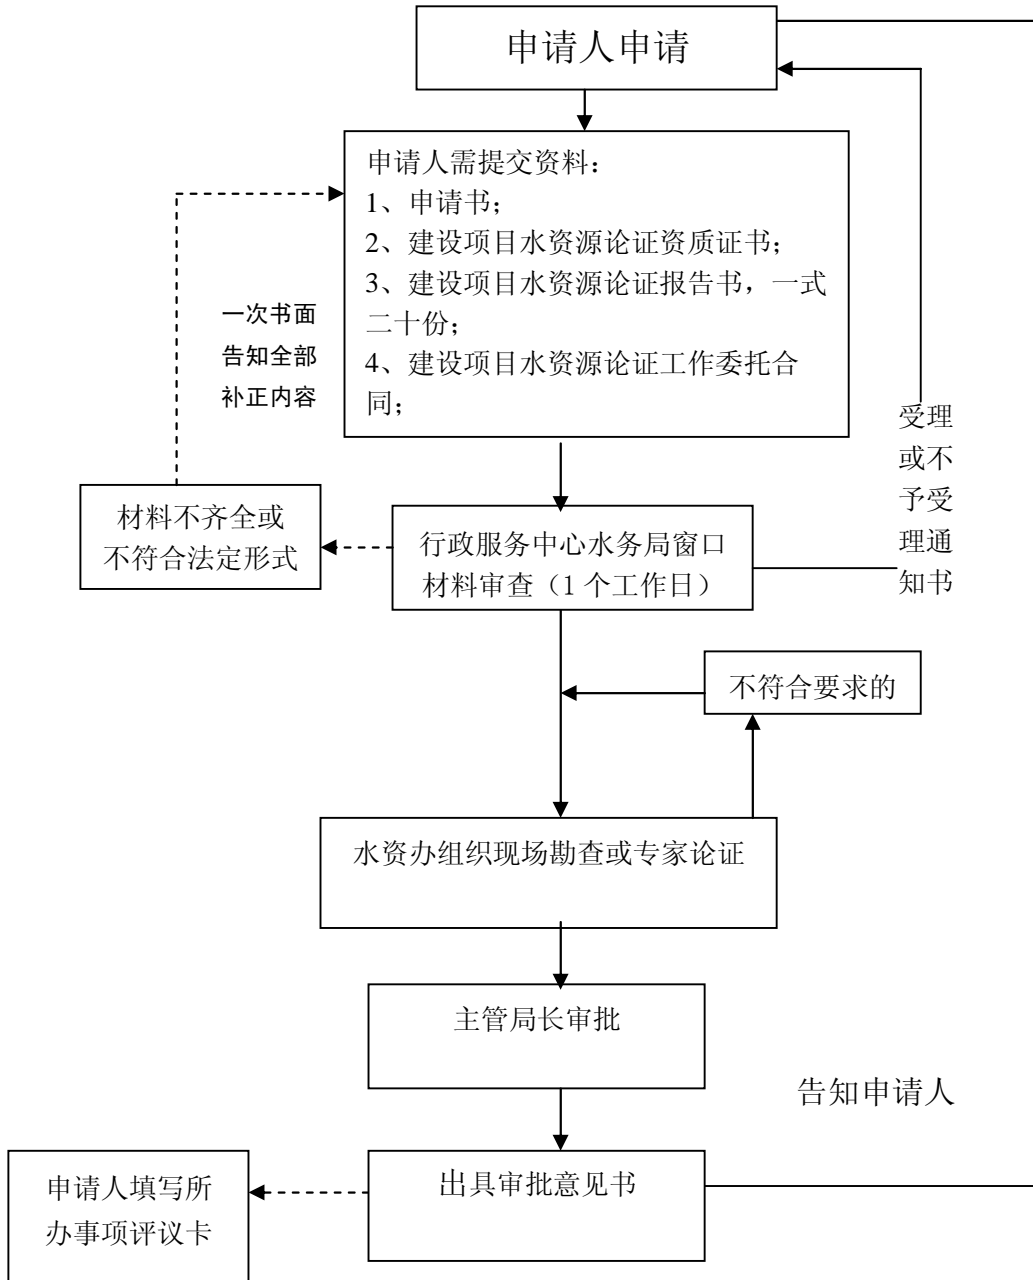 申请人申请
申请人需提交资料：
1、申请书；
2、建设项目水资源论证资质证书；
3、建设项目水资源论证报告书，一式
二十份；
4、建设项目水资源论证工作委托合
同；
一次书面
告知全部
补正内容
受理
或不
予受
理通
知书
材料不齐全或
不符合法定形式
行政服务中心水务局窗口
材料审查（1 个工作日）
不符合要求的
水资办组织现场勘查或专家论证
主管局长审批
告知申请人
出具审批意见书
申请人填写所
办事项评议卡